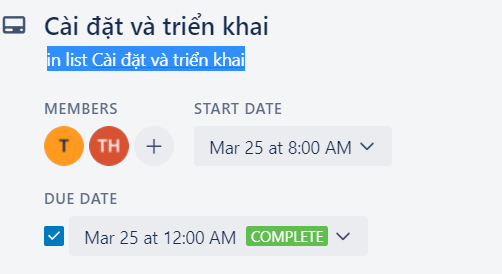 Cài đặt và triển khai
in list Cài đặt và triển khai
MEMBERS
START DATE
T
TH
+
Mar 25 at 8:00 AM
DUE DATE
Mar 25 at 12:00 AM COMPLETE